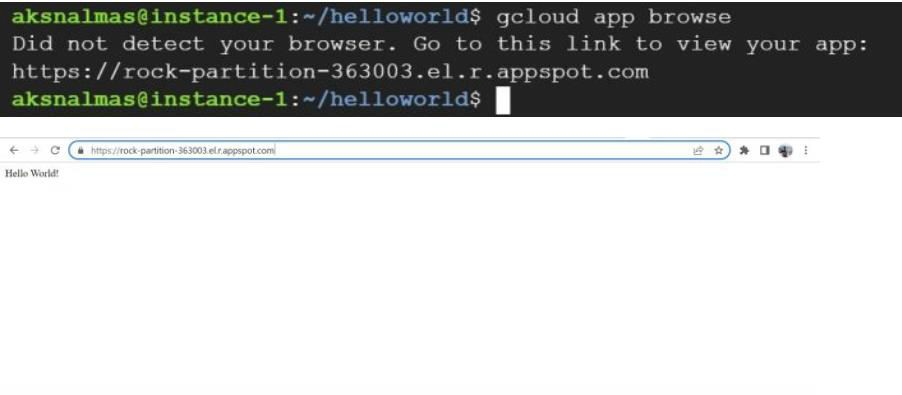 aksnalmas@instance-1:~/helloworld$ gcloud app browse
Did not detect your browser. Go to this link to view your app:
https://rock-partition-363003.el.r.appspot.com
aksnalmas@instance-1:~/helloworld$
https://rock-partition-363003.el.r.appspot.com
Hello World!